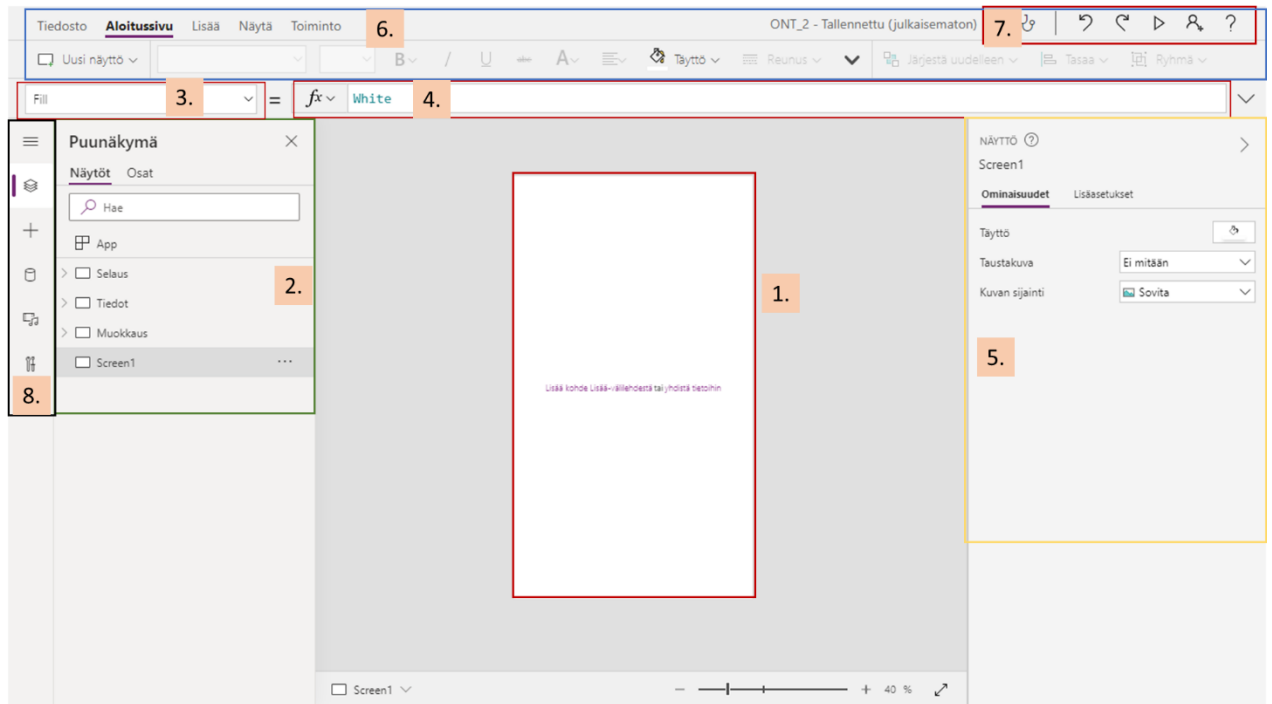 Tiedosto Aloitussivu Lisää Näytä Toiminto 6. ONT_2 - Tallennettu (julkaisematon) 7. ?
Uusi näyttö B / U abc A Täyttö Reunus Järjestä uudelleen Tasaa Ryhmä
Fill 3. = fx White 4.
Puunäkymä
Näytöt Osat
Hae
App
Selaus
Tiedot
Muokkaus
Screen1 ...
2.
8.
1.
Lisää kohde Lisää-välilehdestä tai yhdistä tietoihin
NÄYTTÖ ?
Screen1
Ominaisuudet Lisäasetukset
Täyttö
Taustakuva Ei mitään
Kuvan sijainti Sovita
5.
Screen1 − + 40 %